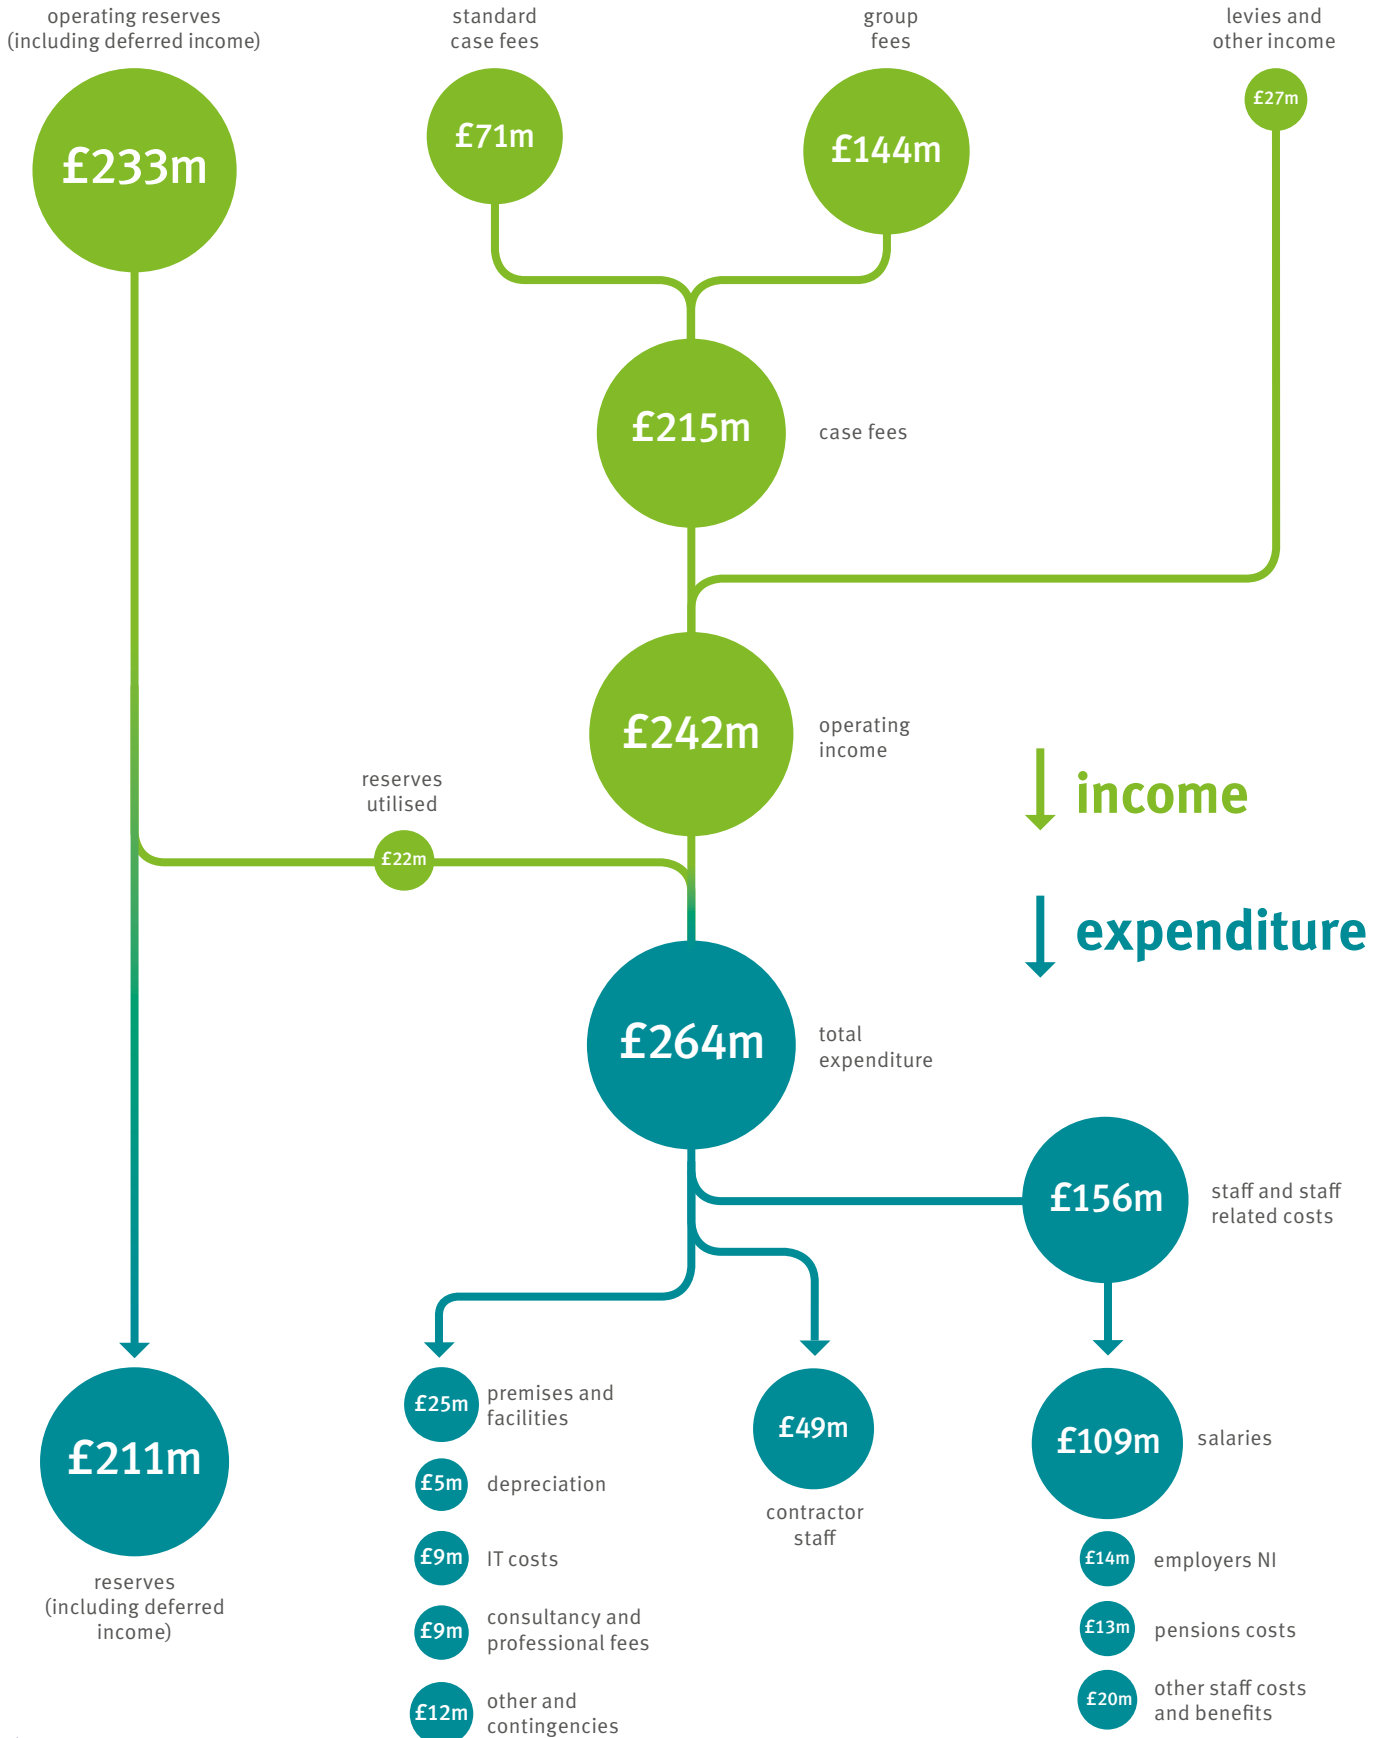 operating reserves
(including deferred income)
standard
case fees
group
fees
levies and
other income
£233m
£71m
£144m
£27m
£215m
case fees
£242m
operating
income
reserves
utilised
£22m
income
expenditure
£264m
total
expenditure
£156m
staff and staff
related costs
£211m
reserves
(including deferred
income)
£25m
premises and
facilities
£5m
depreciation
£9m
IT costs
£9m
consultancy and
professional fees
£12m
other and
contingencies
£49m
contractor
staff
£109m
salaries
£14m
employers NI
£13m
pensions costs
£20m
other staff costs
and benefits